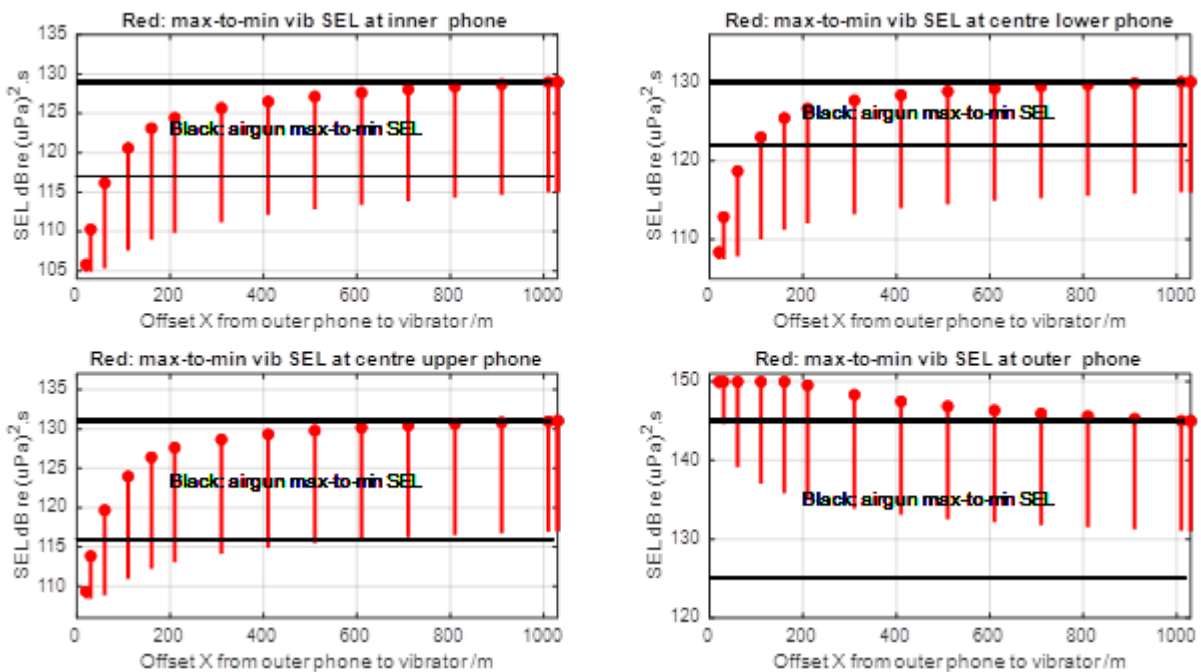 Red: max-to-min vib SEL at inner  phone
SEL dB re (uPa)².s
135
130
125
120
115
110
105
Black: airgun max-to-min SEL
0 200 400 600 800 1000
Offset X from outer phone to vibrator /m
Red: max-to-min vib SEL at centre lower phone
SEL dB re (uPa)².s
130
120
110
Black: airgun max-to-min SEL
0 200 400 600 800 1000
Offset X from outer phone to vibrator /m
Red: max-to-min vib SEL at centre upper phone
SEL dB re (uPa)².s
135
130
125
120
115
110
Black: airgun max-to-min SEL
0 200 400 600 800 1000
Offset X from outer phone to vibrator /m
Red: max-to-min vib SEL at outer  phone
SEL dB re (uPa)².s
150
140
130
120
Black: airgun max-to-min SEL
0 200 400 600 800 1000
Offset X from outer phone to vibrator /m